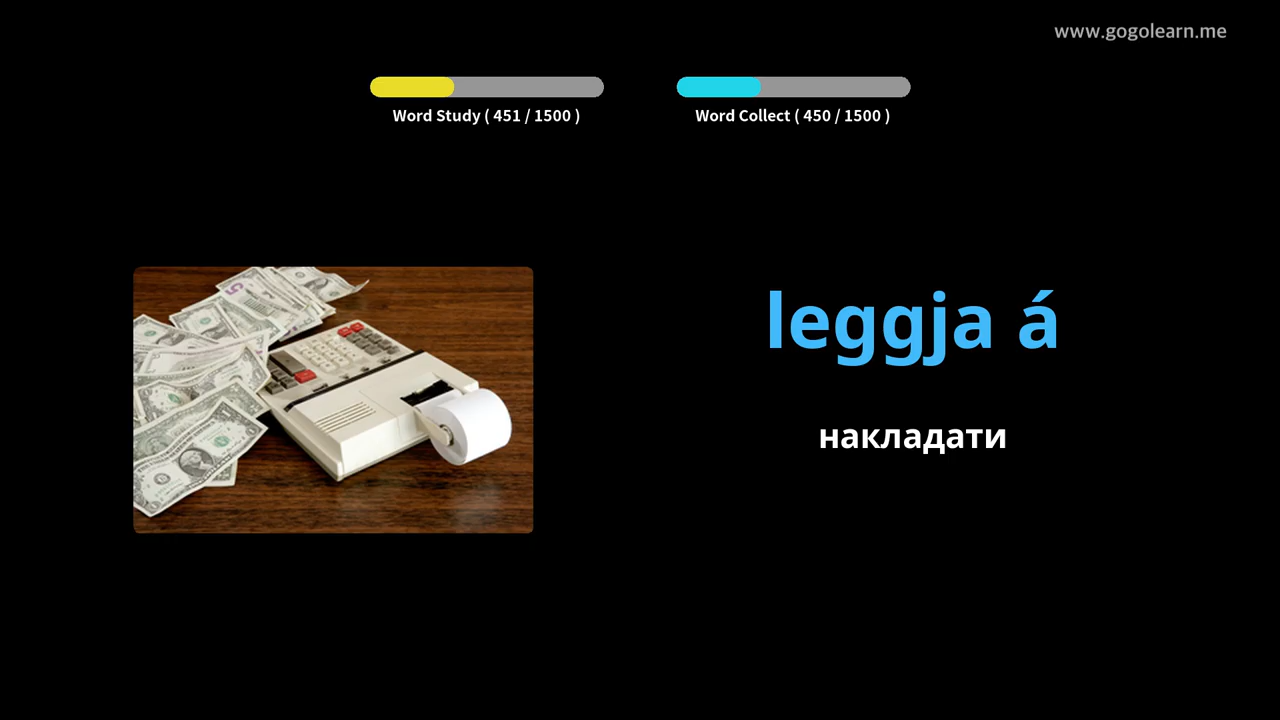 www.gogolearn.me
Word Study ( 451 / 1500 )
Word Collect ( 450 / 1500 )
leggja á
накладати